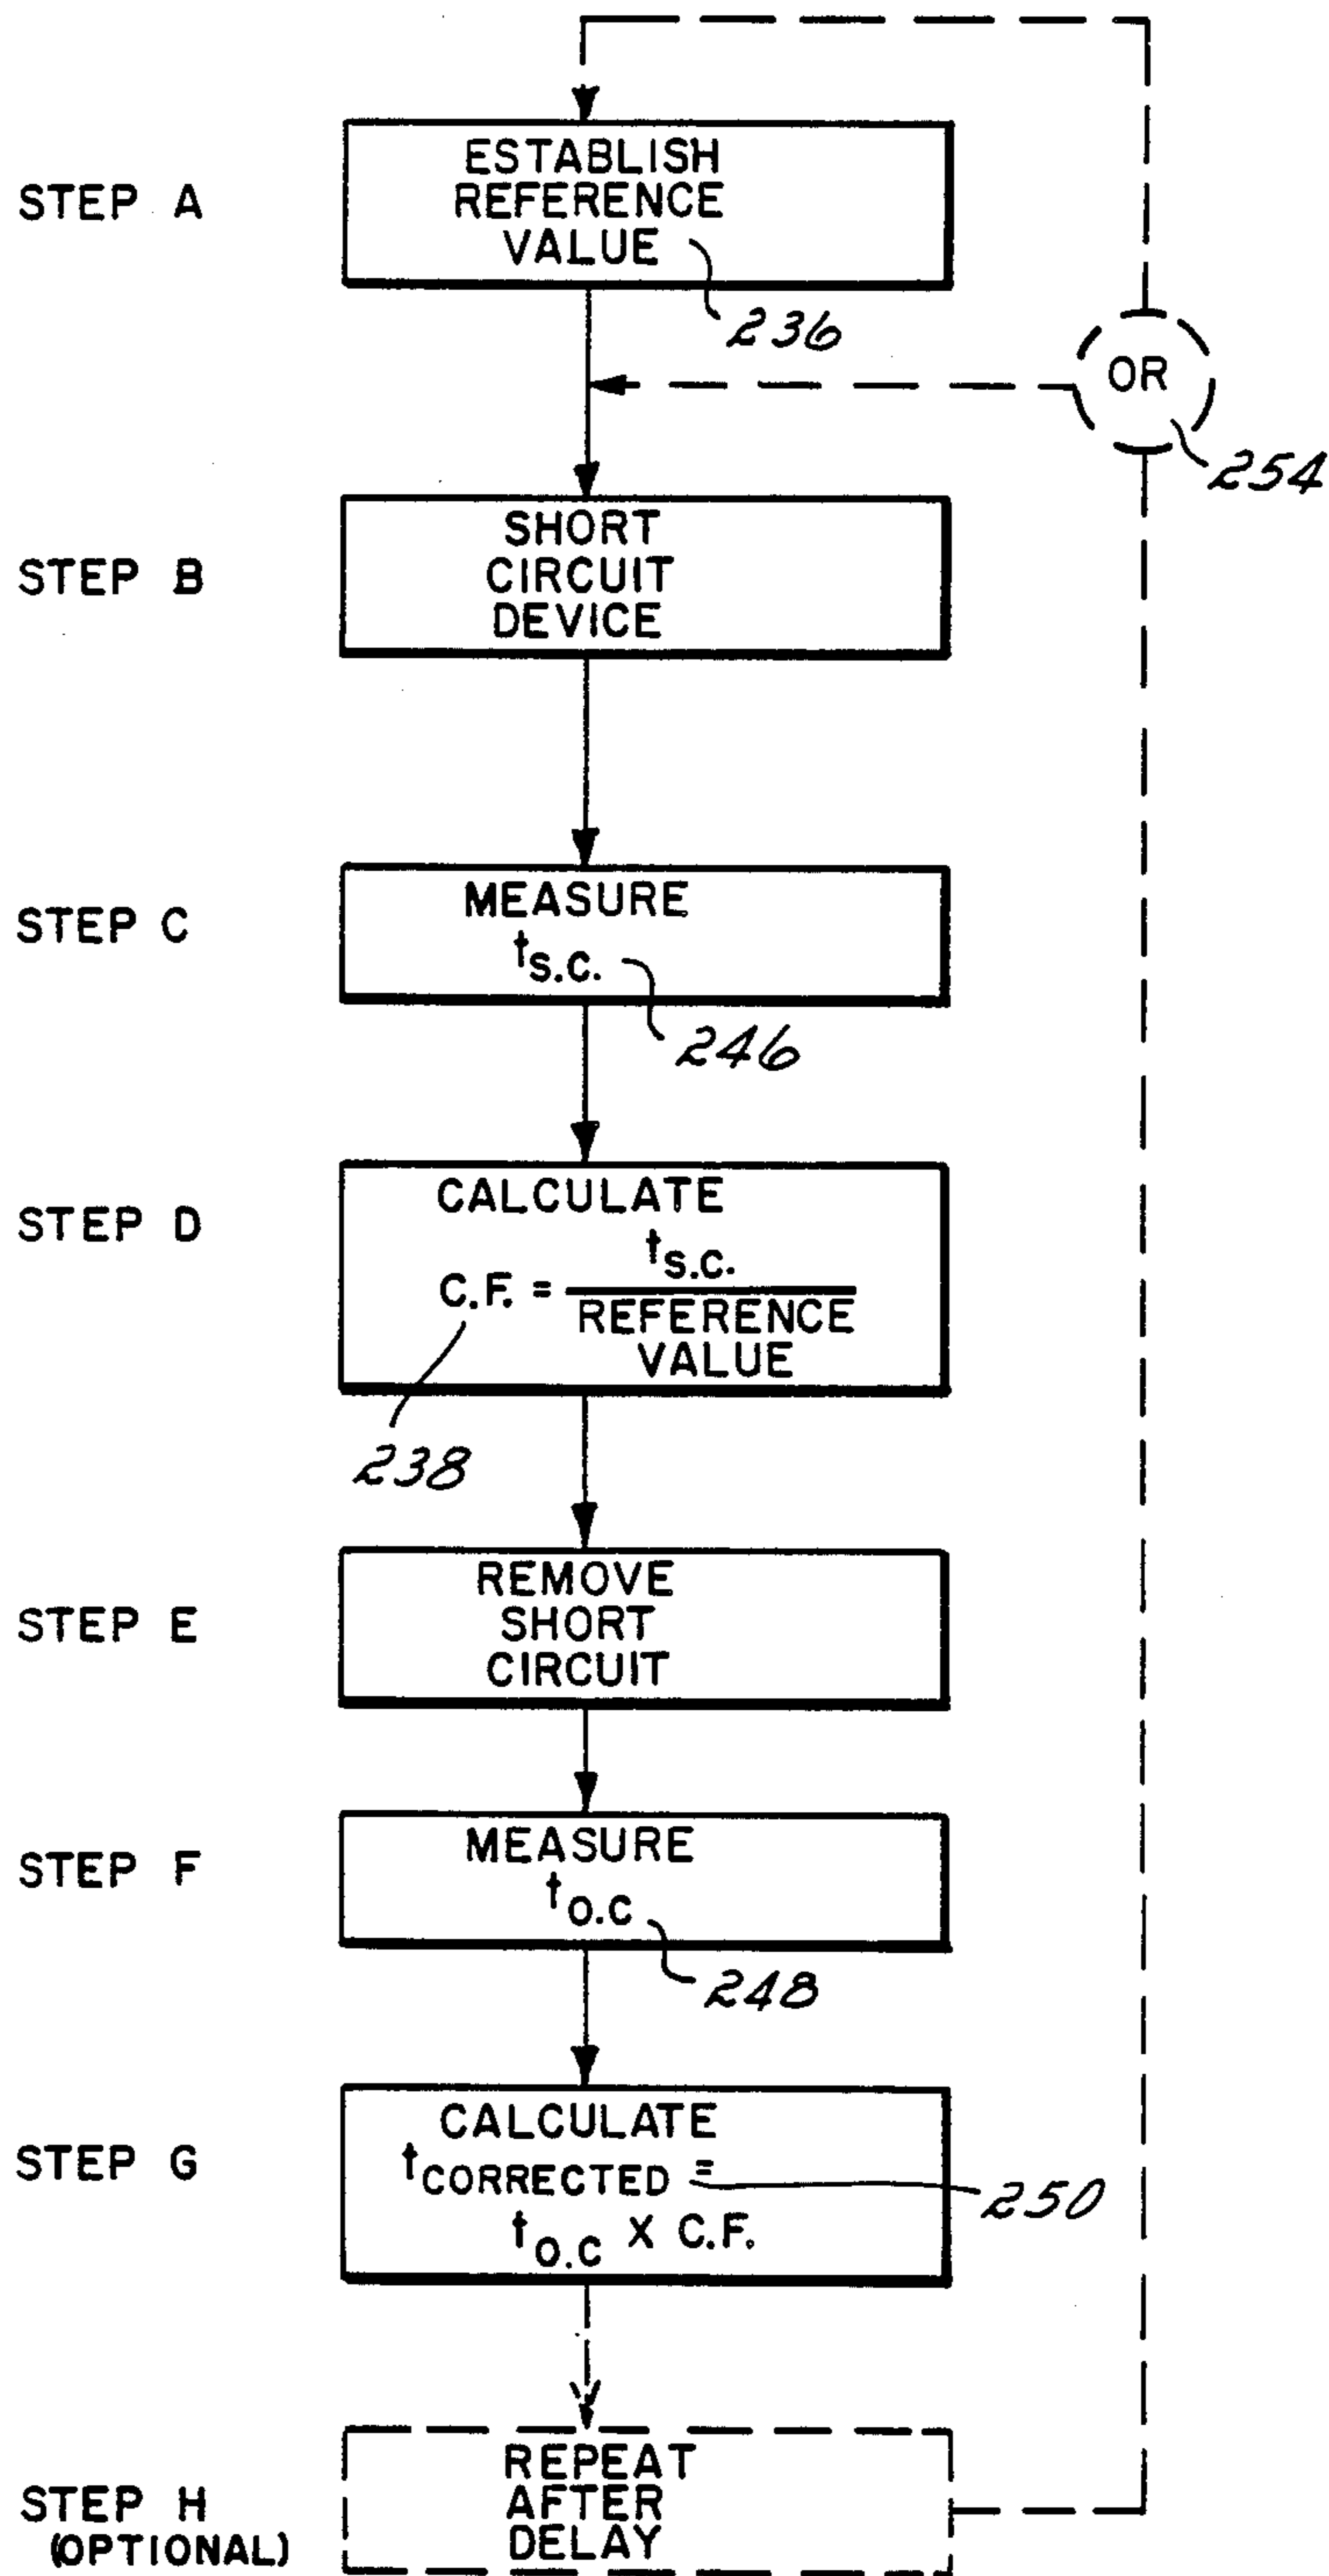 STEP A
ESTABLISH
REFERENCE
VALUE
236
OR
254
STEP B
SHORT
CIRCUIT
DEVICE
STEP C
MEASURE
tS.C.
246
STEP D
CALCULATE
tS.C.
C.F. =
REFERENCE
VALUE
238
STEP E
REMOVE
SHORT
CIRCUIT
STEP F
MEASURE
tO.C
248
STEP G
CALCULATE
tCORRECTED =
250
tO.C X C.F.
STEP H
(OPTIONAL)
REPEAT
AFTER
DELAY